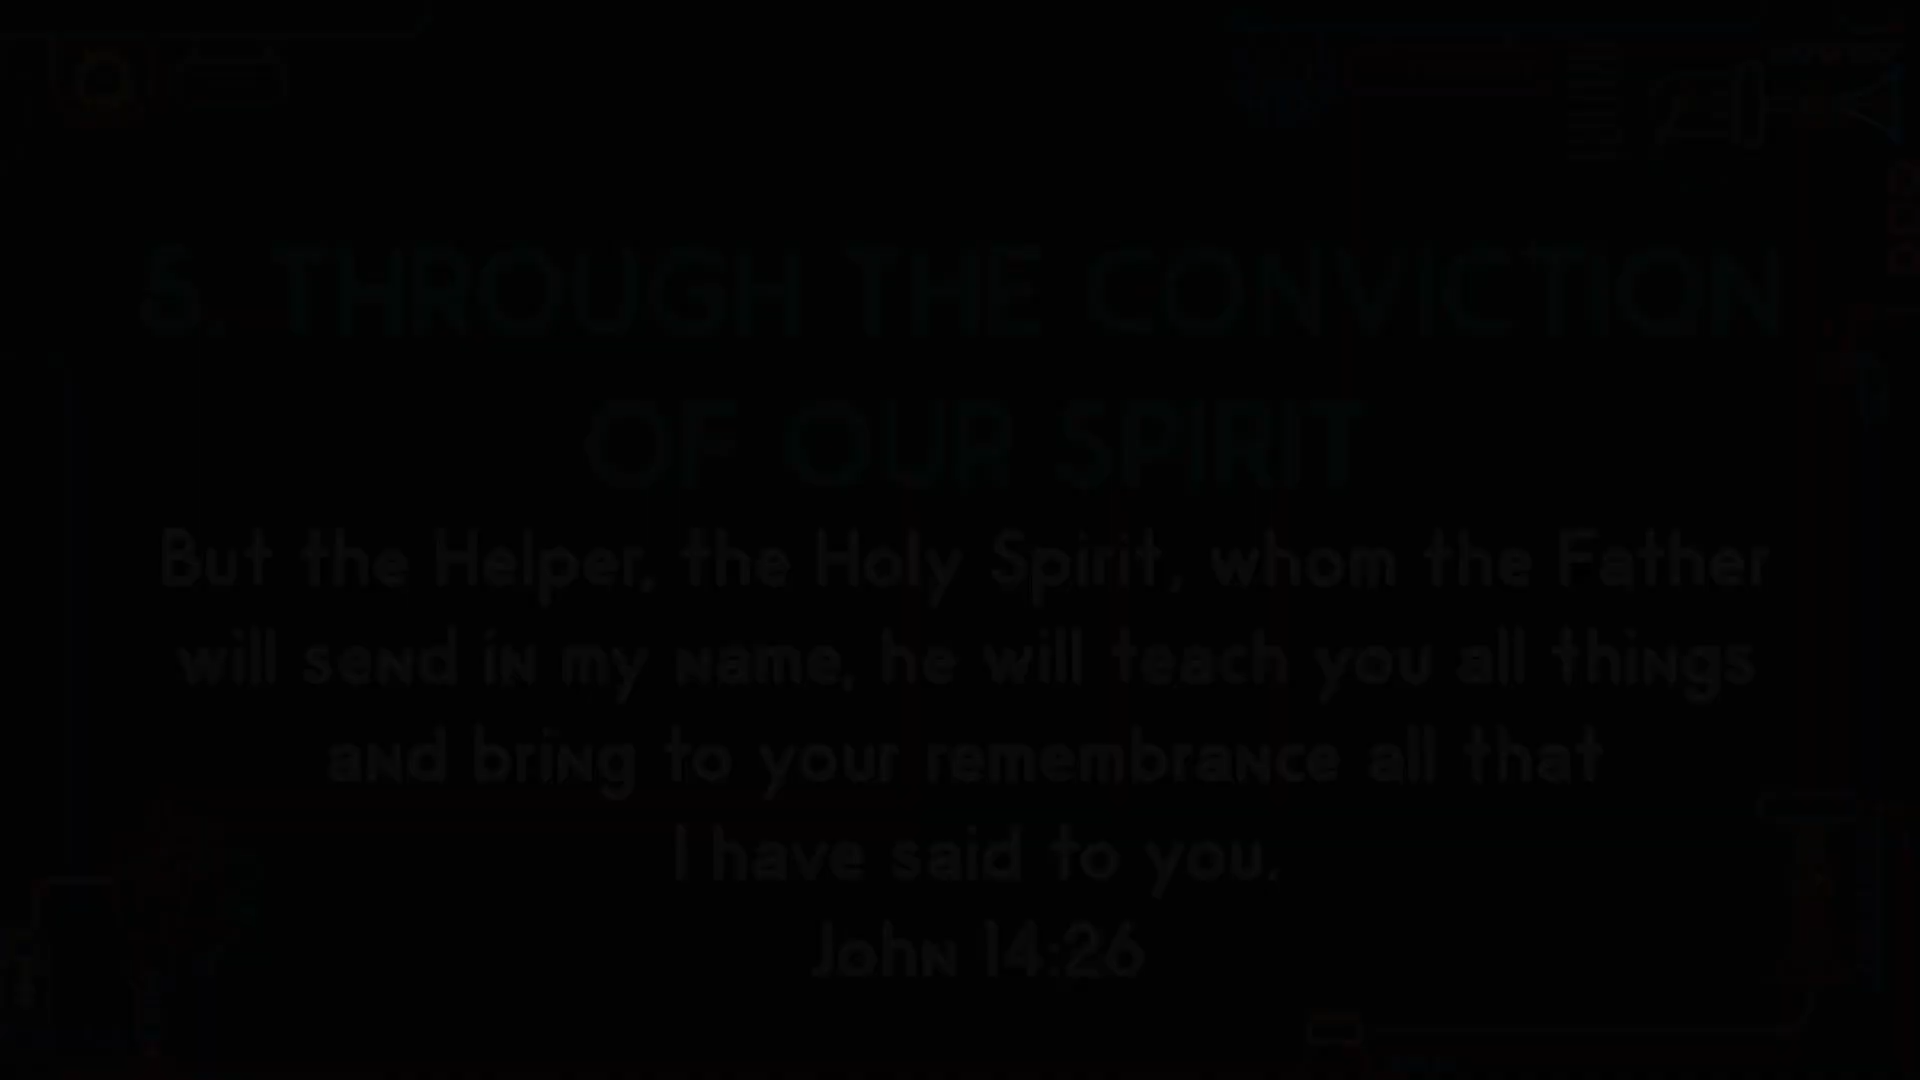 5. THROUGH THE CONVICTION
OF OUR SPIRIT
But the Helper, the Holy Spirit, whom the Father
will send in my name, he will teach you all things
and bring to your remembrance all that
I have said to you.
John 14:26